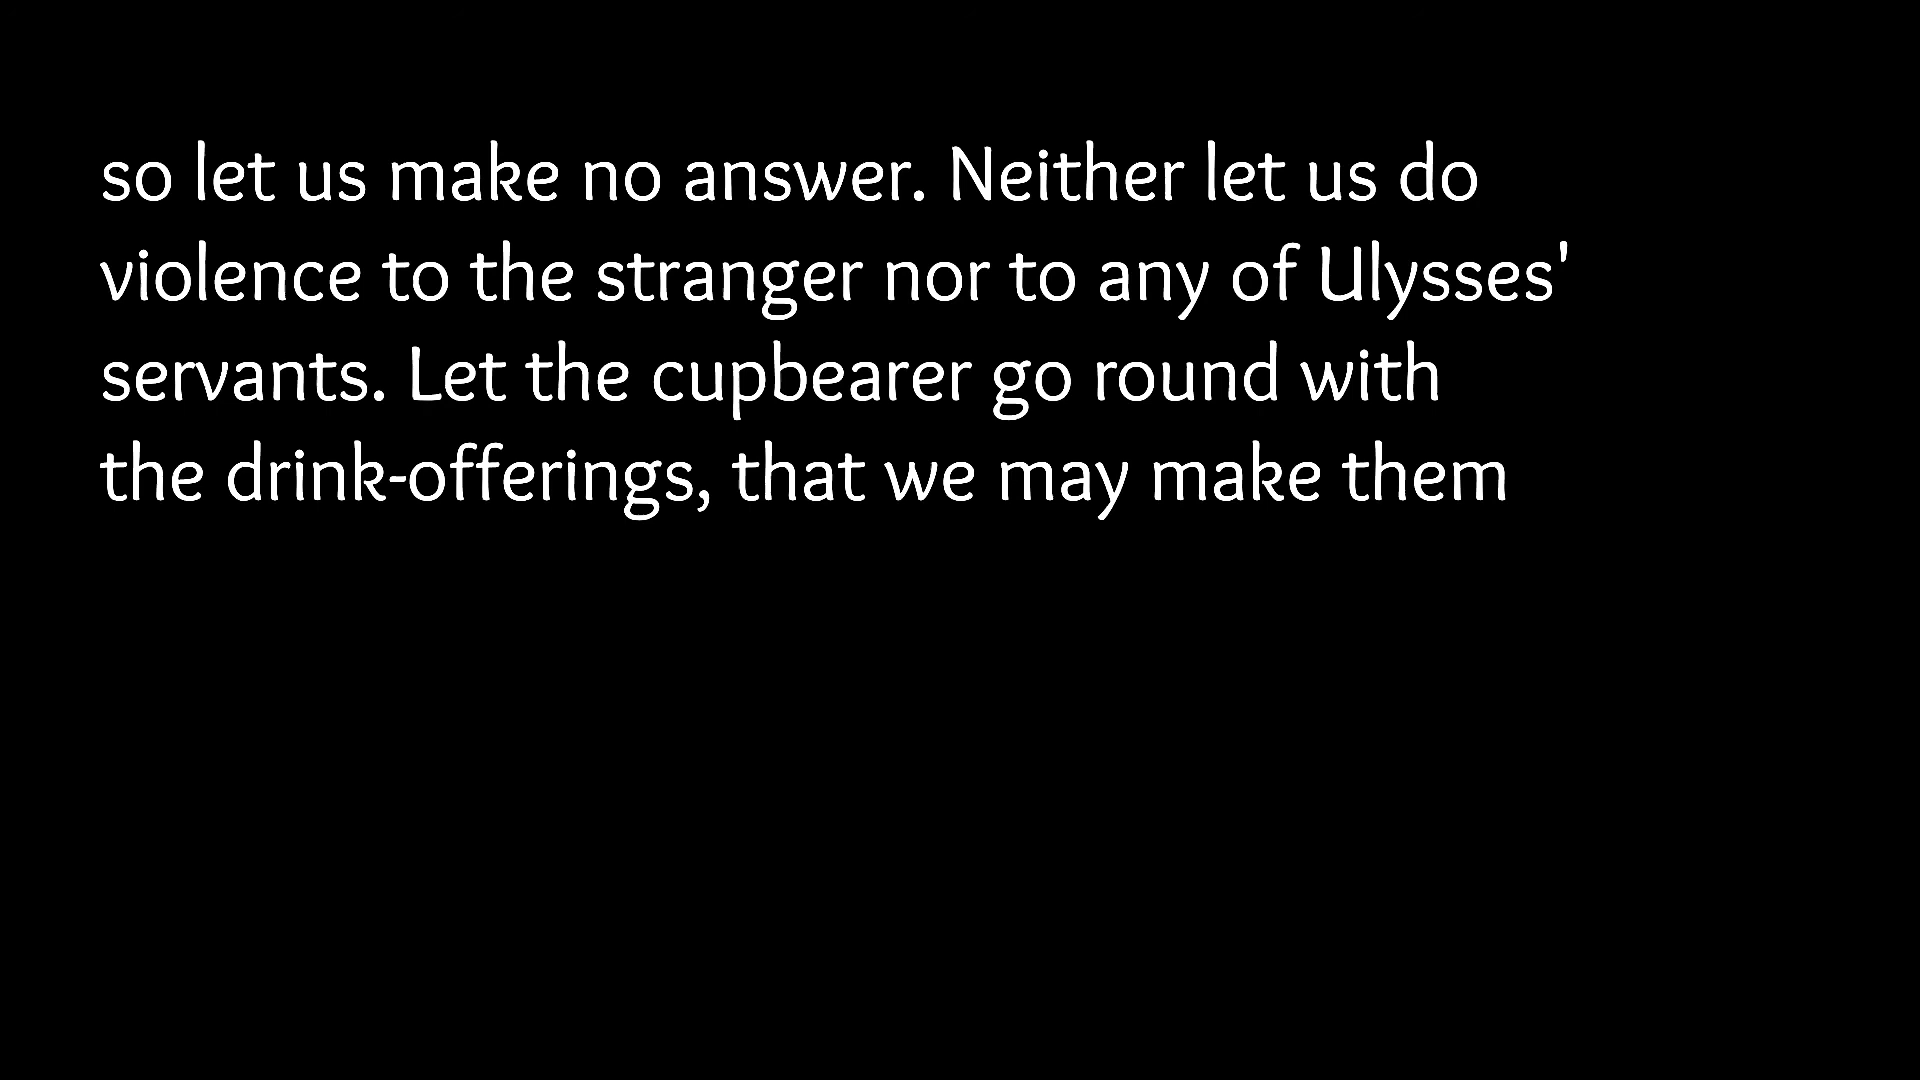 so let us make no answer. Neither let us do
violence to the stranger nor to any of Ulysses'
servants. Let the cupbearer go round with
the drink-offerings, that we may make them